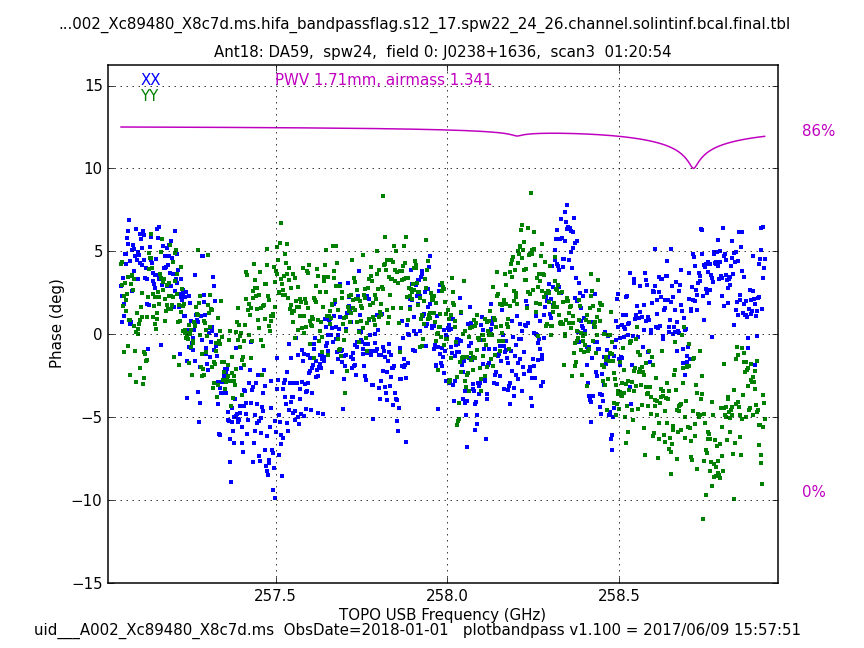 ...002_Xc89480_X8c7d.ms.hifa_bandpassflag.s12_17.spw22_24_26.channel.solintinf.bcal.final.tbl
Ant18: DA59,  spw24,  field 0: J0238+1636,  scan3  01:20:54
XX
PWV 1.71mm, airmass 1.341
YY
15
86%
10
5
0
−5
−10
0%
−15
Phase (deg)
257.5
258.0
258.5
TOPO USB Frequency (GHz)
uid___A002_Xc89480_X8c7d.ms  ObsDate=2018-01-01   plotbandpass v1.100 = 2017/06/09 15:57:51